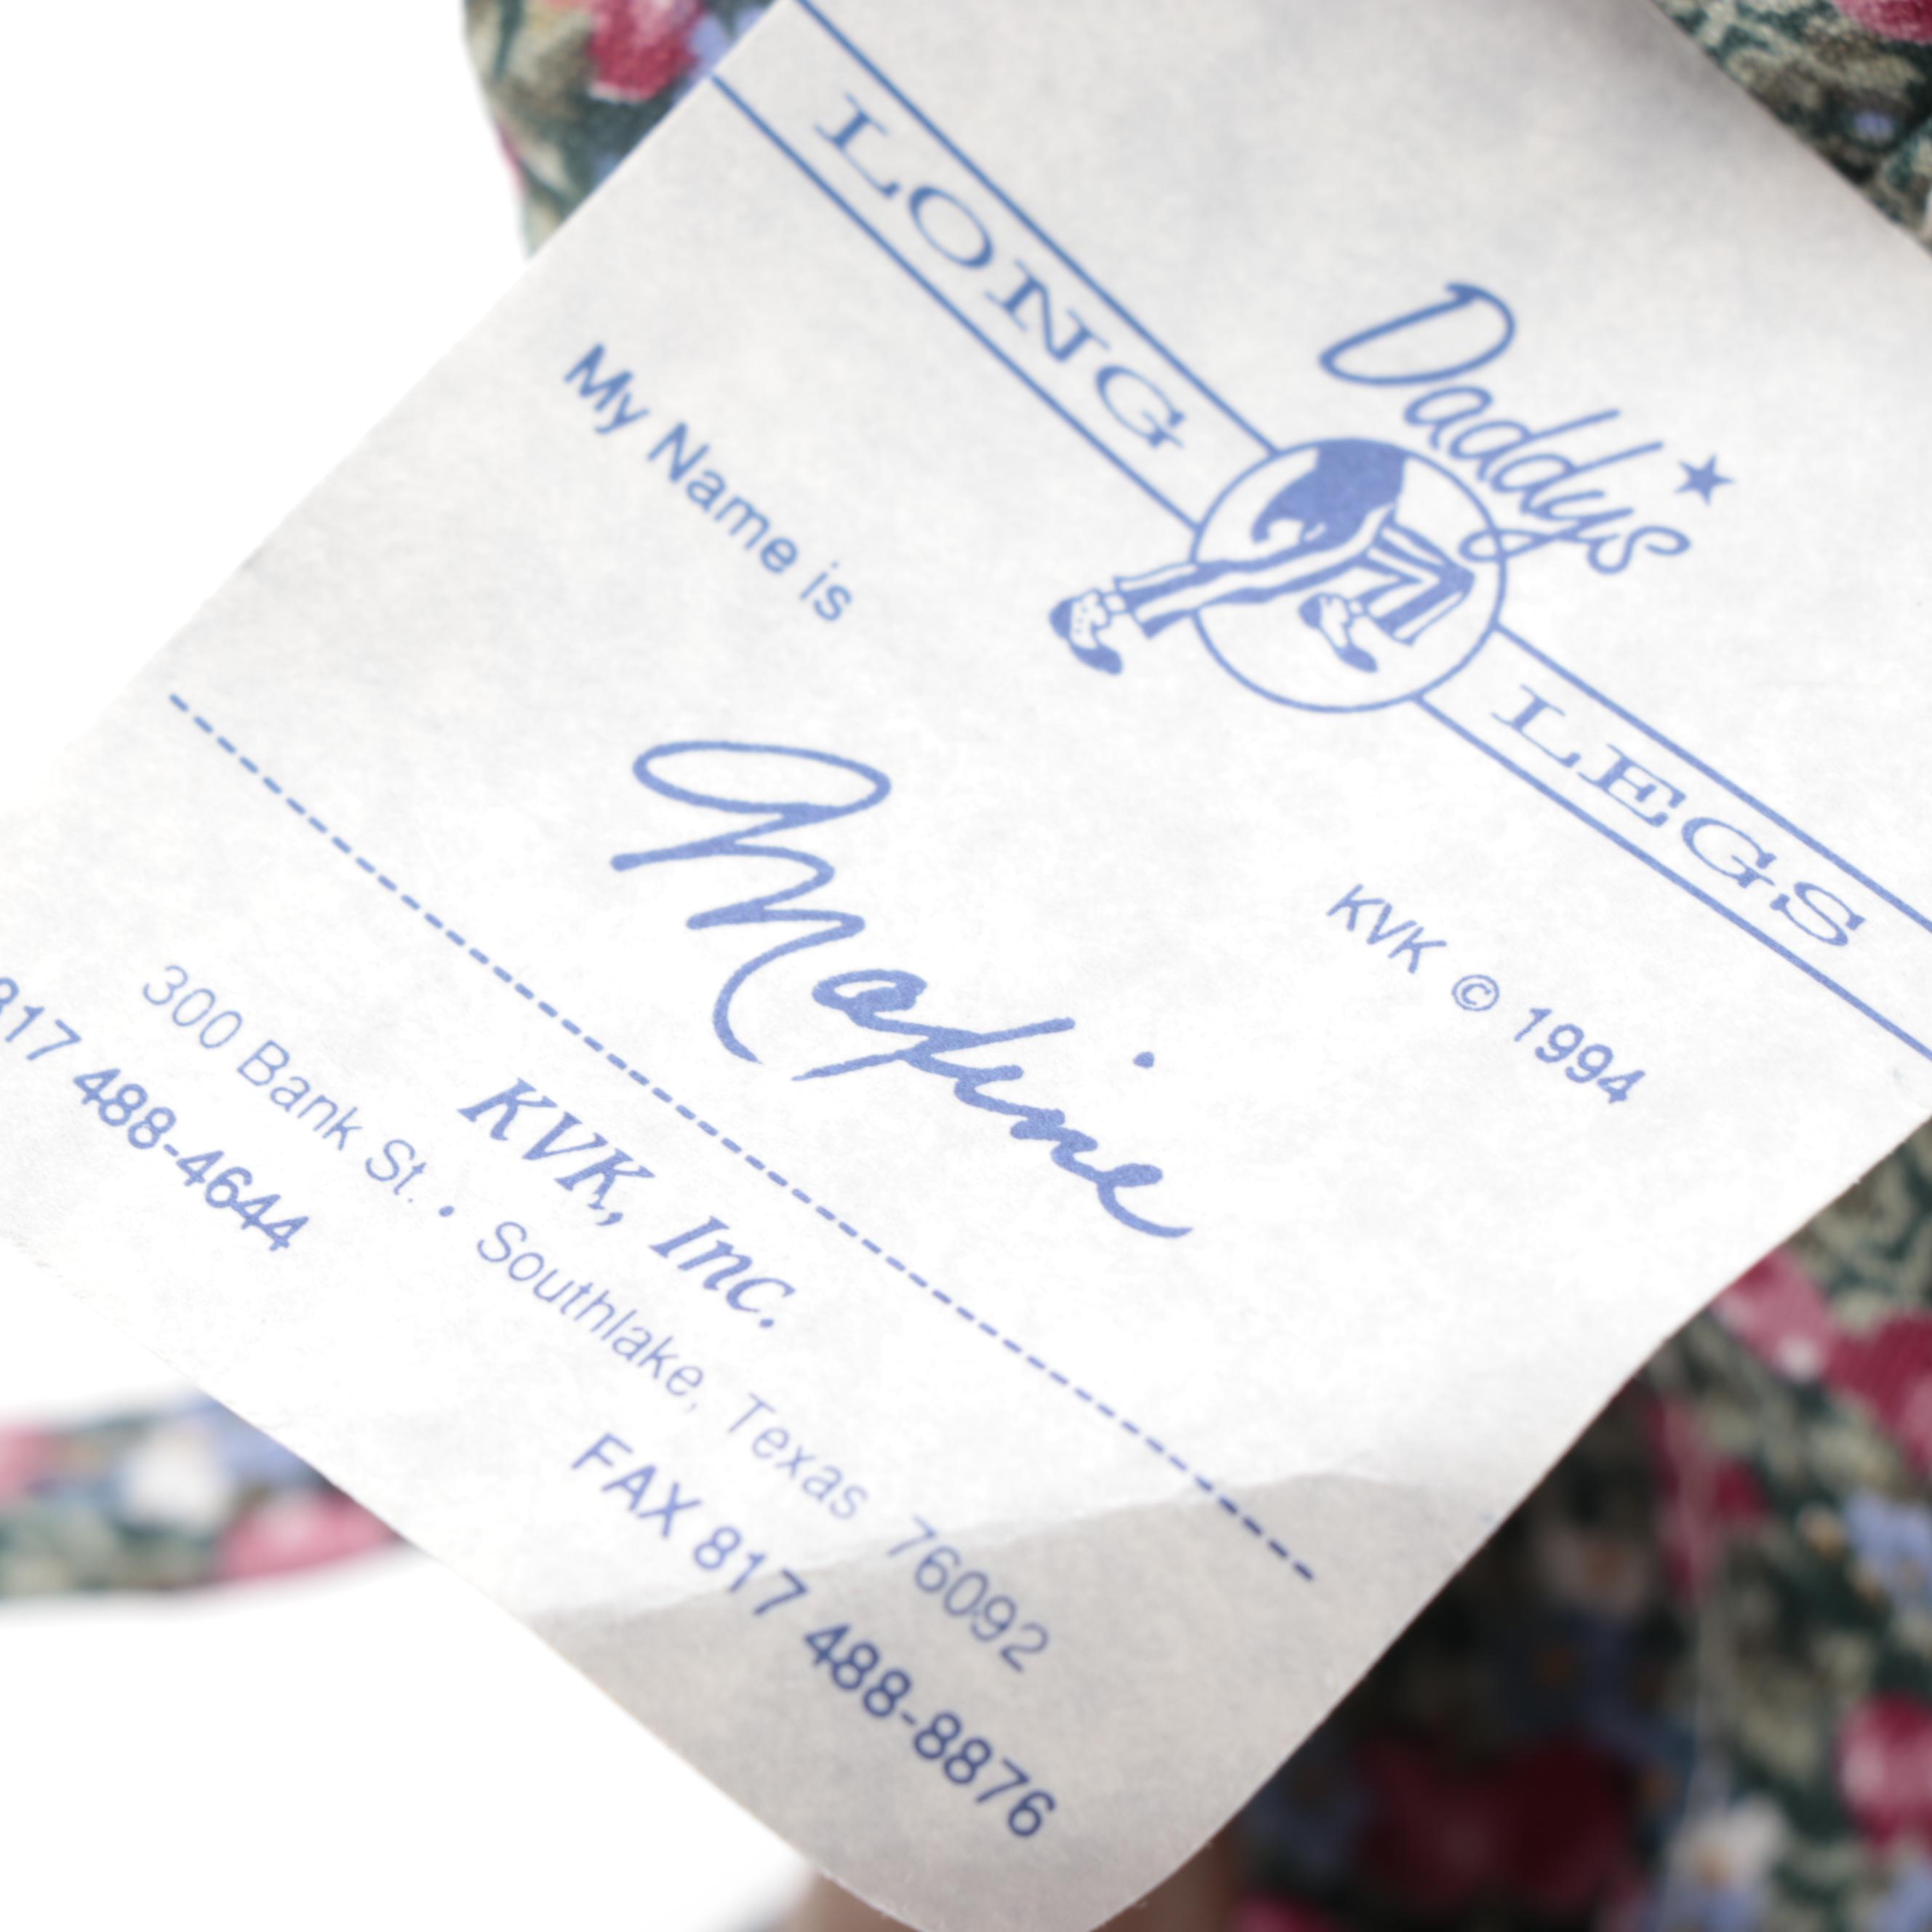 Daddy's
LONG LEGS
KVK © 1994
My Name is
Maxine
KVK, Inc.
300 Bank St. • Southlake, Texas 76092
817 488-4644 FAX 817 488-8876